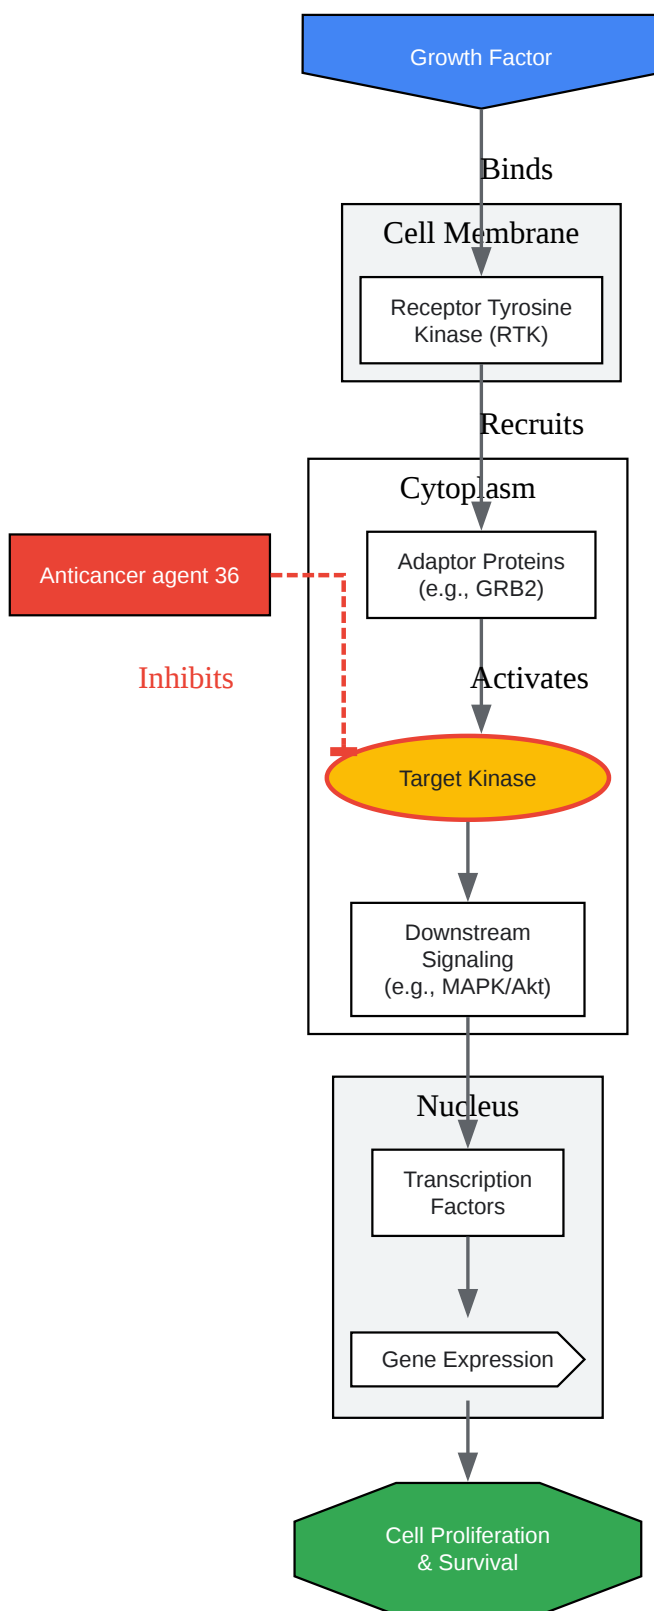 Growth Factor
Binds
Cell Membrane
Receptor Tyrosine
Kinase (RTK)
Recruits
Cytoplasm
Anticancer agent 36
Adaptor Proteins
(e.g., GRB2)
Inhibits
Activates
Target Kinase
Downstream
Signaling
(e.g., MAPK/Akt)
Nucleus
Transcription
Factors
Gene Expression
Cell Proliferation
& Survival